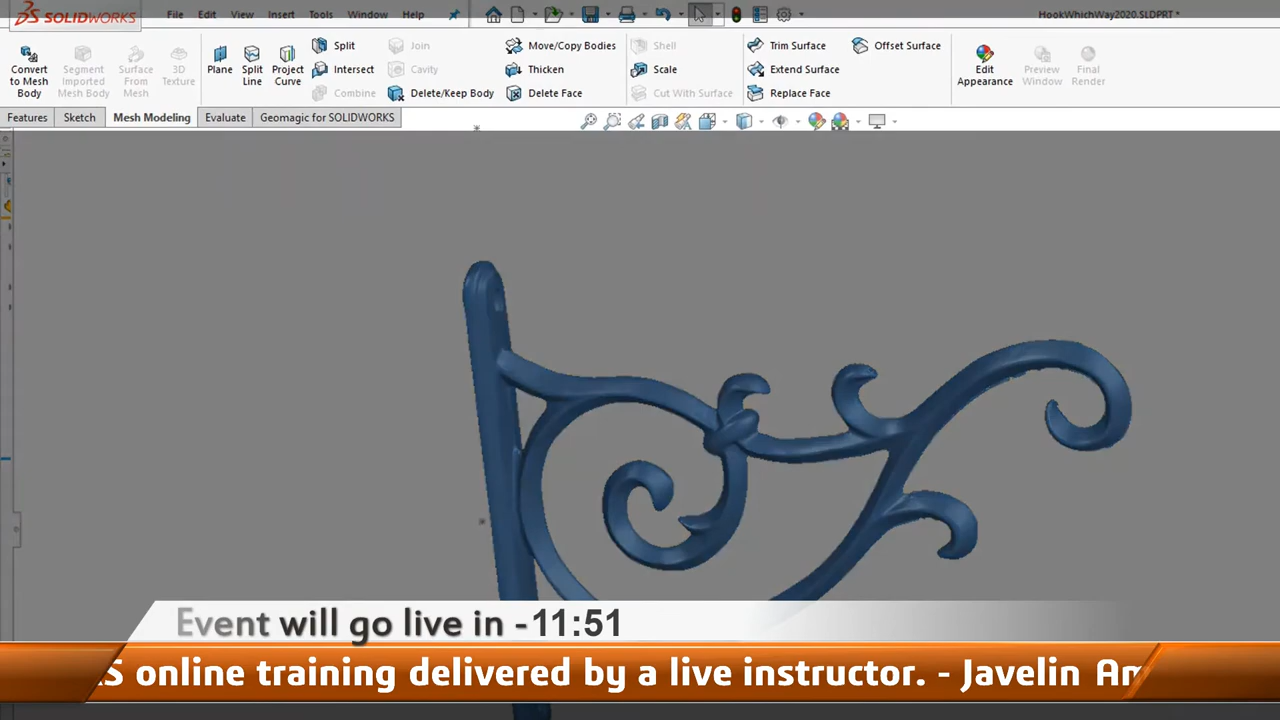 SOLIDWORKS File Edit View Insert Tools Window Help HookWhichWay2020.SLDPRT *
Convert to Mesh Body
Segment Imported Mesh Body
Surface From Mesh
3D Texture
Plane
Split Line
Project Curve
Split
Intersect
Combine
Join
Cavity
Delete/Keep Body
Move/Copy Bodies
Thicken
Delete Face
Shell
Scale
Cut With Surface
Trim Surface
Extend Surface
Replace Face
Offset Surface
Edit Appearance
Preview Window
Final Render
Features Sketch Mesh Modeling Evaluate Geomagic for SOLIDWORKS
Event will go live in -11:51
S online training delivered by a live instructor. - Javelin